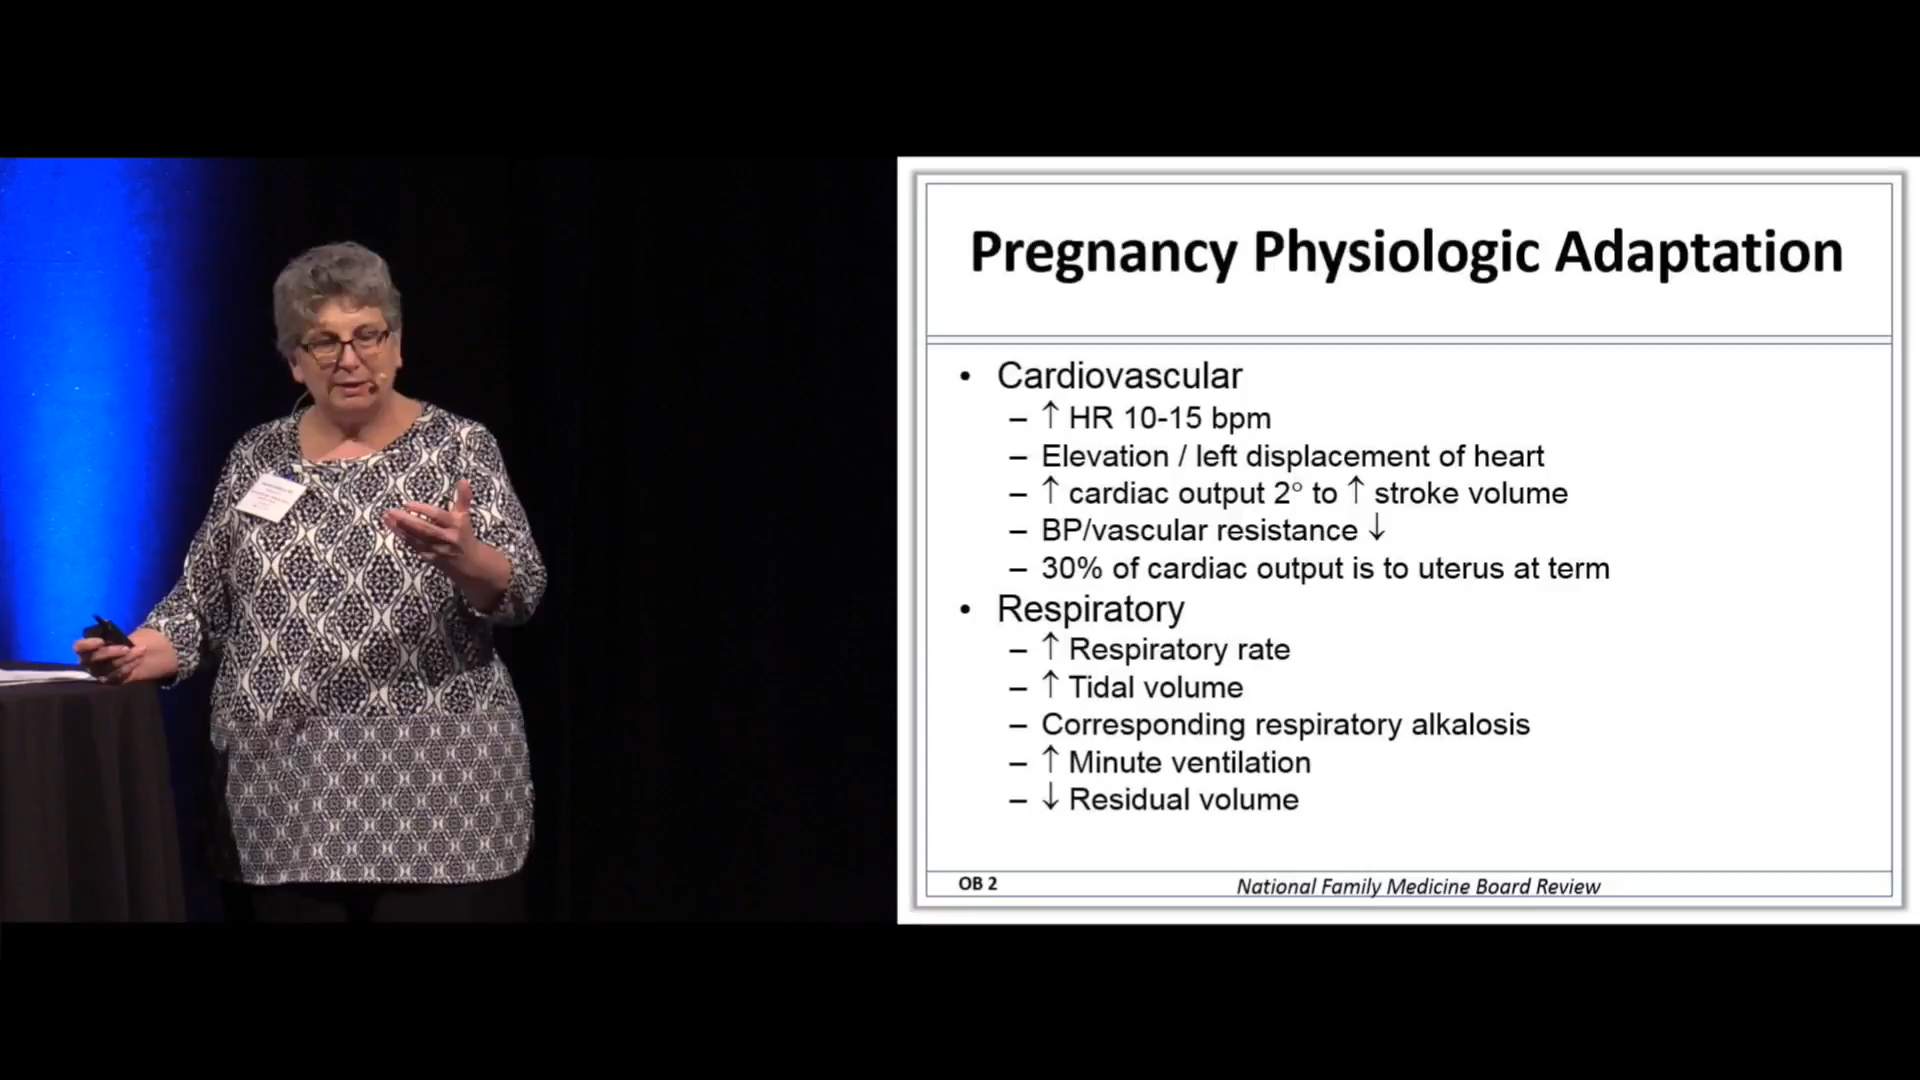 Pregnancy Physiologic Adaptation
• Cardiovascular
– ↑ HR 10-15 bpm
– Elevation / left displacement of heart
– ↑ cardiac output 2° to ↑ stroke volume
– BP/vascular resistance ↓
– 30% of cardiac output is to uterus at term
• Respiratory
– ↑ Respiratory rate
– ↑ Tidal volume
– Corresponding respiratory alkalosis
– ↑ Minute ventilation
– ↓ Residual volume
OB 2
National Family Medicine Board Review